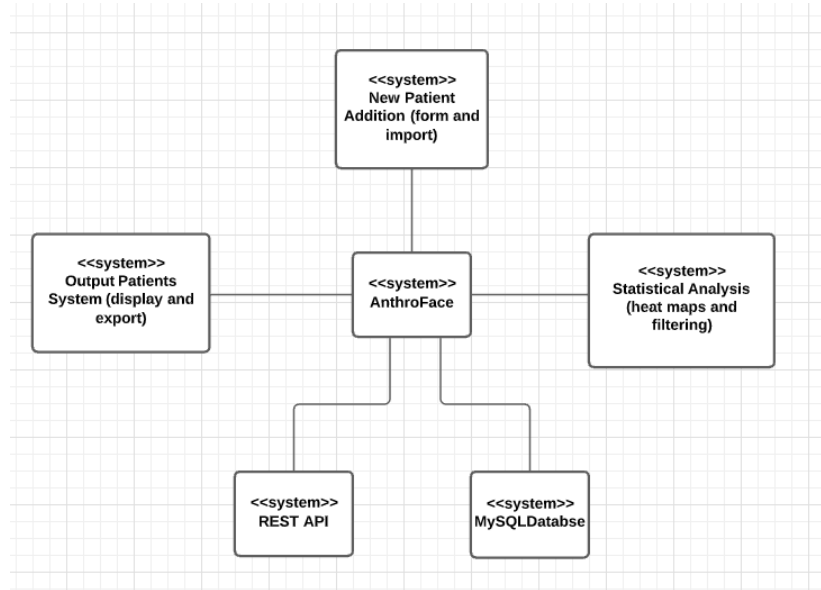 <<system>>
New Patient
Addition (form and
import)
<<system>>
Output Patients
System (display and
export)
<<system>>
AnthroFace
<<system>>
Statistical Analysis
(heat maps and
filtering)
<<system>>
REST API
<<system>>
MySQLDatabse